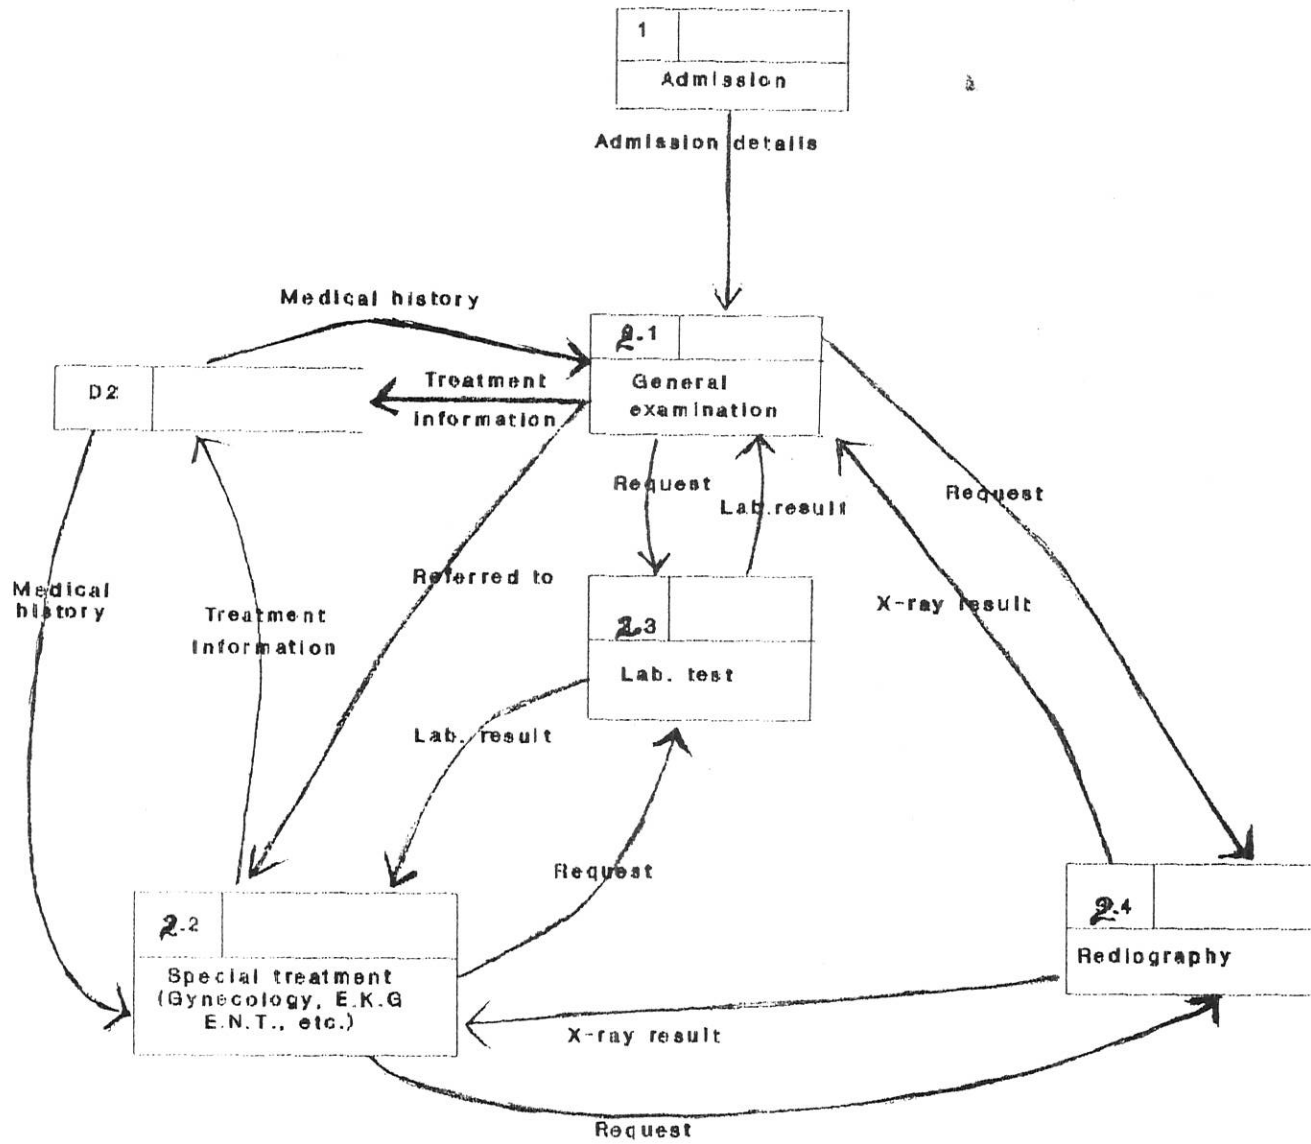 1
Admission
Admission details
Medical history
2.1
General
examination
D2
Treatment
information
Request
Lab.result
Request
Medical
history
Treatment
Information
Referred to
2.3
Lab. test
X-ray result
Lab. result
Request
2.2
Special treatment
(Gynecology, E.K.G
E.N.T., etc.)
2.4
Rediography
X-ray result
Request